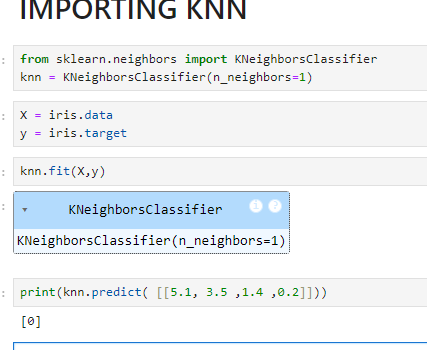 IMPORTING KNN
from sklearn.neighbors import KNeighborsClassifier
knn = KNeighborsClassifier(n_neighbors=1)
X = iris.data
y = iris.target
knn.fit(X,y)
KNeighborsClassifier
KNeighborsClassifier(n_neighbors=1)
print(knn.predict( [[5.1, 3.5 ,1.4 ,0.2]]))
[0]